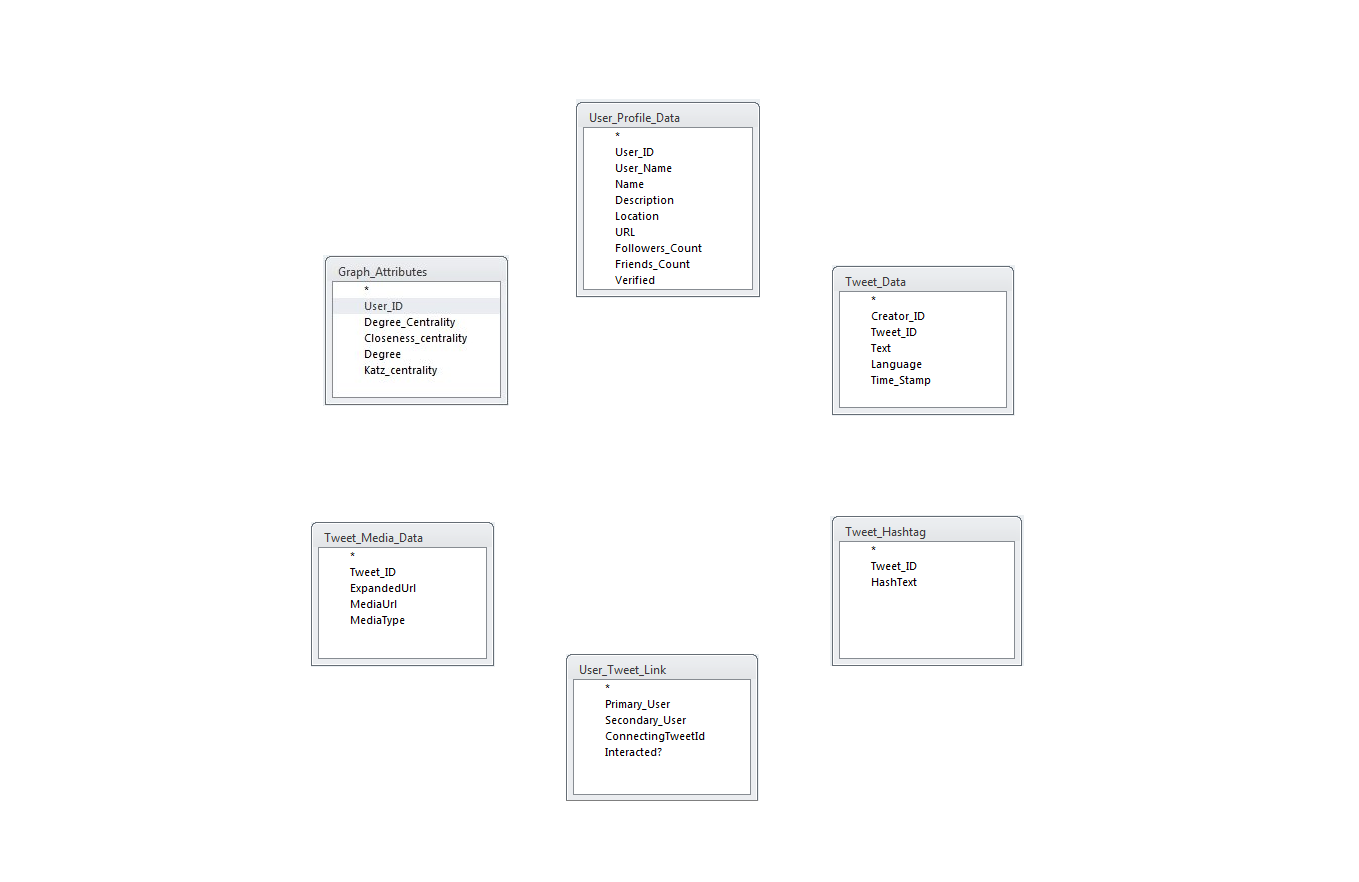 User_Profile_Data
*
User_ID
User_Name
Name
Description
Location
URL
Followers_Count
Friends_Count
Verified
Graph_Attributes
*
User_ID
Degree_Centrality
Closeness_centrality
Degree
Katz_centrality
Tweet_Data
*
Creator_ID
Tweet_ID
Text
Language
Time_Stamp
Tweet_Media_Data
*
Tweet_ID
ExpandedUrl
MediaUrl
MediaType
Tweet_Hashtag
*
Tweet_ID
HashText
User_Tweet_Link
*
Primary_User
Secondary_User
ConnectingTweetId
Interacted?